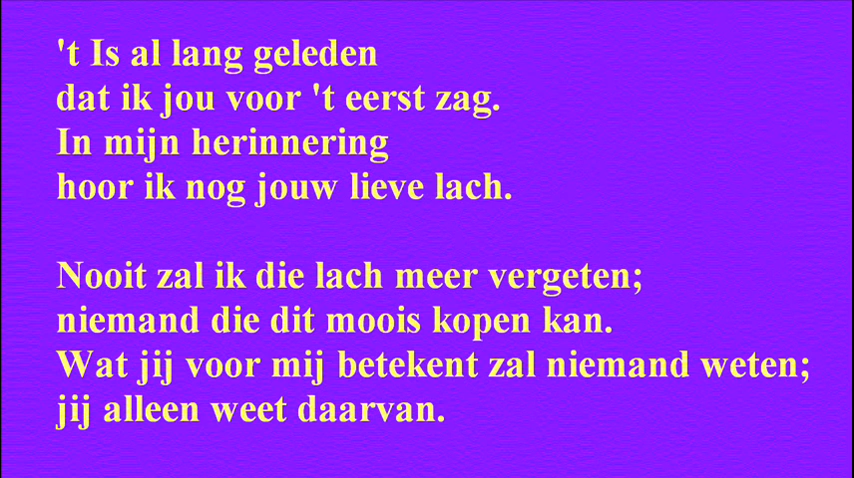 't Is al lang geleden
dat ik jou voor 't eerst zag.
In mijn herinnering
hoor ik nog jouw lieve lach.

Nooit zal ik die lach meer vergeten;
niemand die dit moois kopen kan.
Wat jij voor mij betekent zal niemand weten;
jij alleen weet daarvan.